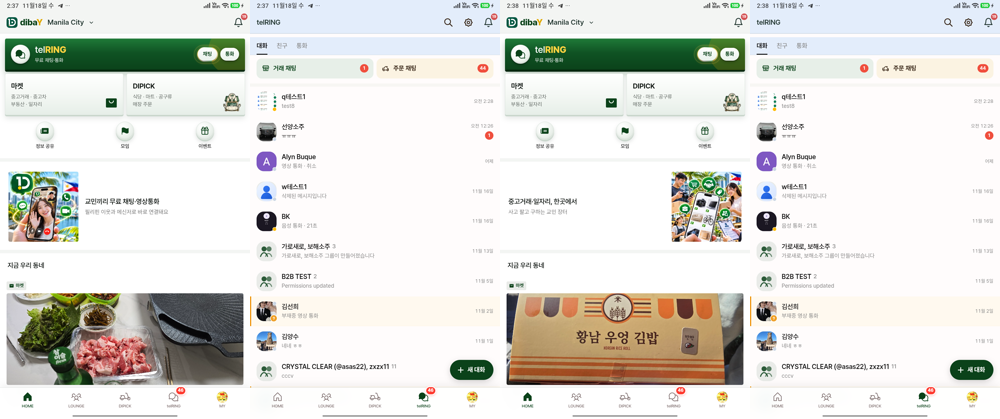 2:37 11월18일 수
dibaY Manila City
telRING
무료 채팅·통화
채팅 통화
마켓
중고거래 · 중고차
부동산 · 일자리
DIPICK
식당 · 마트 · 공구류
매장 주문
정보 공유 모임 이벤트
교민끼리 무료 채팅·영상통화
필리핀 이웃과 메신저로 바로 연결돼요
지금 우리 동네
마켓
HOME LOUNGE DIPICK telRING MY
46
2:37 11월18일 수
telRING
대화 친구 통화
거래 채팅 1
주문 채팅 44
q테스트1
test8
오전 2:28
선양소주
ㅠㅠㅠ
오전 12:26
1
A
Alyn Buque
영상 통화 · 취소
어제
w테스트1
삭제된 메시지입니다
11월 16일
BK
음성 통화 · 21초
11월 16일
가로새로, 보해소주 3
가로새로, 보해소주 그룹이 만들어졌습니다
11월 13일
B2B TEST 2
Permissions updated
11월 5일
김선희
부재중 영상 통화
11월 2일
김양수
네네 ㅎㅎ
11월 1일
CRYSTAL CLEAR (@asas22), zxzx11 11
cccv
+ 새 대화
HOME LOUNGE DIPICK telRING MY
46
2:38 11월18일 수
dibaY Manila City
telRING
무료 채팅·통화
채팅 통화
마켓
중고거래 · 중고차
부동산 · 일자리
DIPICK
식당 · 마트 · 공구류
매장 주문
정보 공유 모임 이벤트
중고거래·일자리, 한곳에서
사고 팔고 구하는 교민 장터
지금 우리 동네
마켓
황남 우엉 김밥
HOME LOUNGE DIPICK telRING MY
46
2:38 11월18일 수
telRING
대화 친구 통화
거래 채팅 1
주문 채팅 44
q테스트1
test8
오전 2:28
선양소주
ㅠㅠㅠ
오전 12:26
1
A
Alyn Buque
영상 통화 · 취소
어제
w테스트1
삭제된 메시지입니다
11월 16일
BK
음성 통화 · 21초
11월 16일
가로새로, 보해소주 3
가로새로, 보해소주 그룹이 만들어졌습니다
11월 13일
B2B TEST 2
Permissions updated
11월 5일
김선희
부재중 영상 통화
11월 2일
김양수
네네 ㅎㅎ
11월 1일
CRYSTAL CLEAR (@asas22), zxzx11 11
cccv
+ 새 대화
HOME LOUNGE DIPICK telRING MY
46